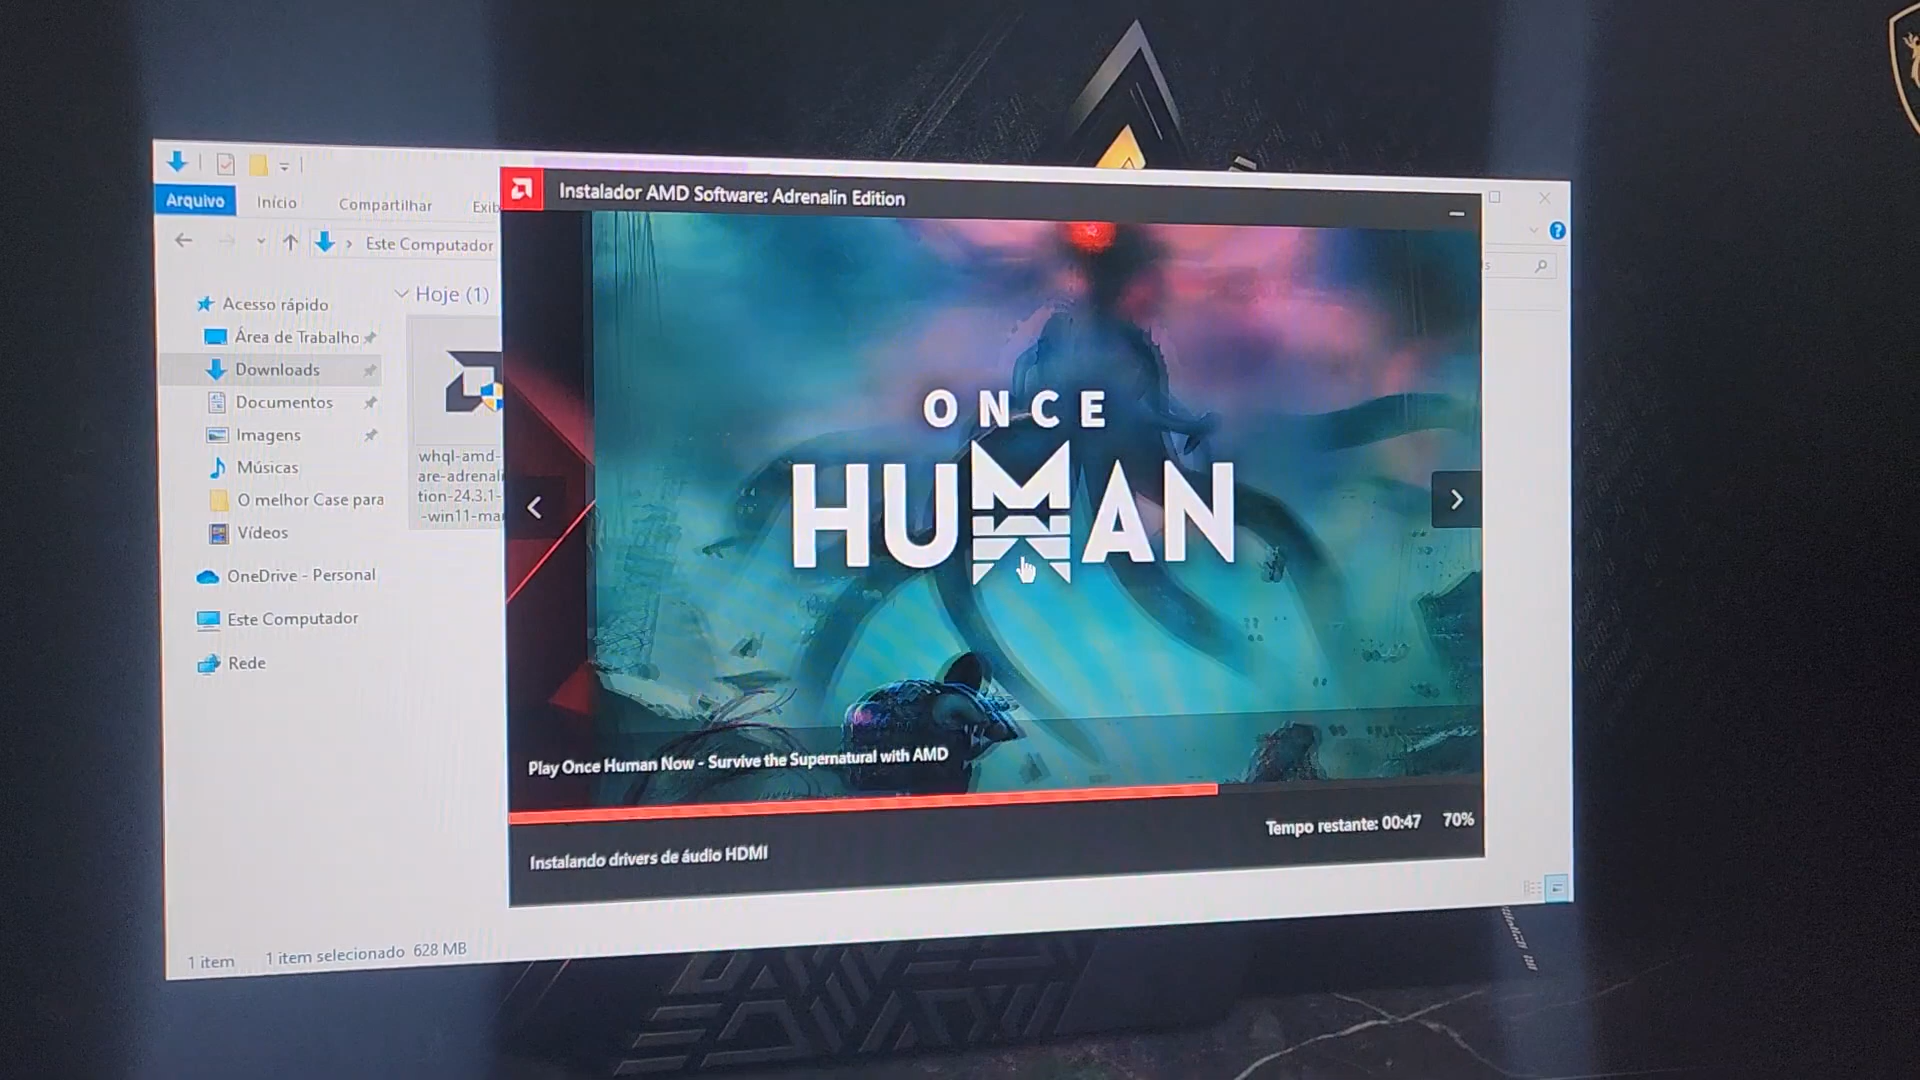 Arquivo
Início
Compartilhar
Exib
Este Computador
Acesso rápido
Área de Trabalho
Downloads
Documentos
Imagens
Músicas
O melhor Case para
Vídeos
OneDrive - Personal
Este Computador
Rede
Hoje (1)
whql-amd-
are-adrenali
tion-24.3.1-
-win11-mar
1 item
1 item selecionado 628 MB
Instalador AMD Software: Adrenalin Edition
ONCE
HUMAN
Play Once Human Now - Survive the Supernatural with AMD
Tempo restante: 00:47 70%
Instalando drivers de áudio HDMI
s